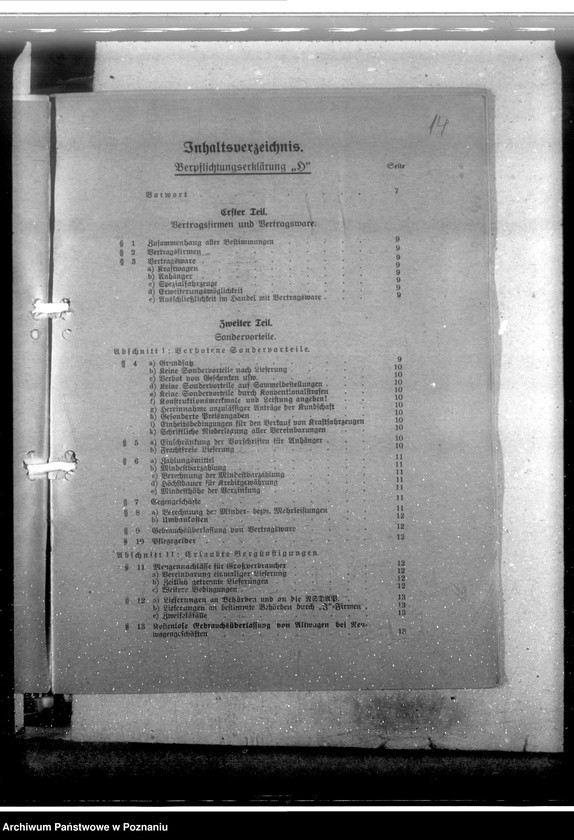 14
Inhaltsverzeichnis.
Verpflichtungserklärung „H"
Seite
Vorwort 7
Erster Teil.
Vertragsfirmen und Vertragsware.
§ 1 Zusammenhang aller Bestimmungen 9
§ 2 Vertragsfirmen 9
§ 3 Vertragsware 9
a) Kraftwagen 9
b) Anhänger 9
c) Spezialfahrzeuge 9
d) Erweiterungsmöglichkeit 9
e) Ausschließlichkeit im Handel mit Vertragsware 9
Zweiter Teil.
Sondervorteile.
Abschnitt I: Verbotene Sondervorteile.
§ 4 a) Grundsatz 9
b) Keine Sondervorteile nach Lieferung 10
c) Verbot von Geschenken usw. 10
d) Keine Sondervorteile auf Sammelbestellungen 10
e) Keine Sondervorteile durch Konventionalstrafen 10
f) Konstruktionsmerkmale und Leistung angeben! 10
g) Hereinnahme unzulässiger Anträge der Kundschaft 10
h) Gesonderte Preisangaben 10
i) Einheitsbedingungen für den Verkauf von Kraftfahrzeugen 10
k) Schriftliche Niederlegung aller Vereinbarungen 10
§ 5 a) Einschränkung der Vorschriften für Anhänger 10
b) Frachtfreie Lieferung 10
§ 6 a) Zahlungsmittel 11
b) Mindestbarzahlung 11
c) Berechnung der Mindestbarzahlung 11
d) Höchstdauer für Kreditgewährung 11
e) Mindesthöhe der Verzinsung 11
§ 7 Gegengeschäfte 11
§ 8 a) Berechnung der Minder- bezw. Mehrleistungen 11
b) Umbaukosten 12
§ 9 Gebrauchsüberlassung von Vertragsware 12
§ 10 Pflegegelder 12
Abschnitt II: Erlaubte Vergünstigungen.
§ 11 Mengennachlässe für Großverbraucher 12
a) Vereinbarung einmaliger Lieferung 12
b) Zeitlich getrennte Lieferungen 12
c) Weitere Bedingungen 12
§ 12 a) Lieferungen an Behörden und an die NSDAP. 13
b) Lieferungen an bestimmte Behörden durch „F"-Firmen 13
c) Zweifelsfälle 13
§ 13 Kostenlose Gebrauchsüberlassung von Altwagen bei Neu-
wagengeschäften 13
Archiwum Państwowe w Poznaniu